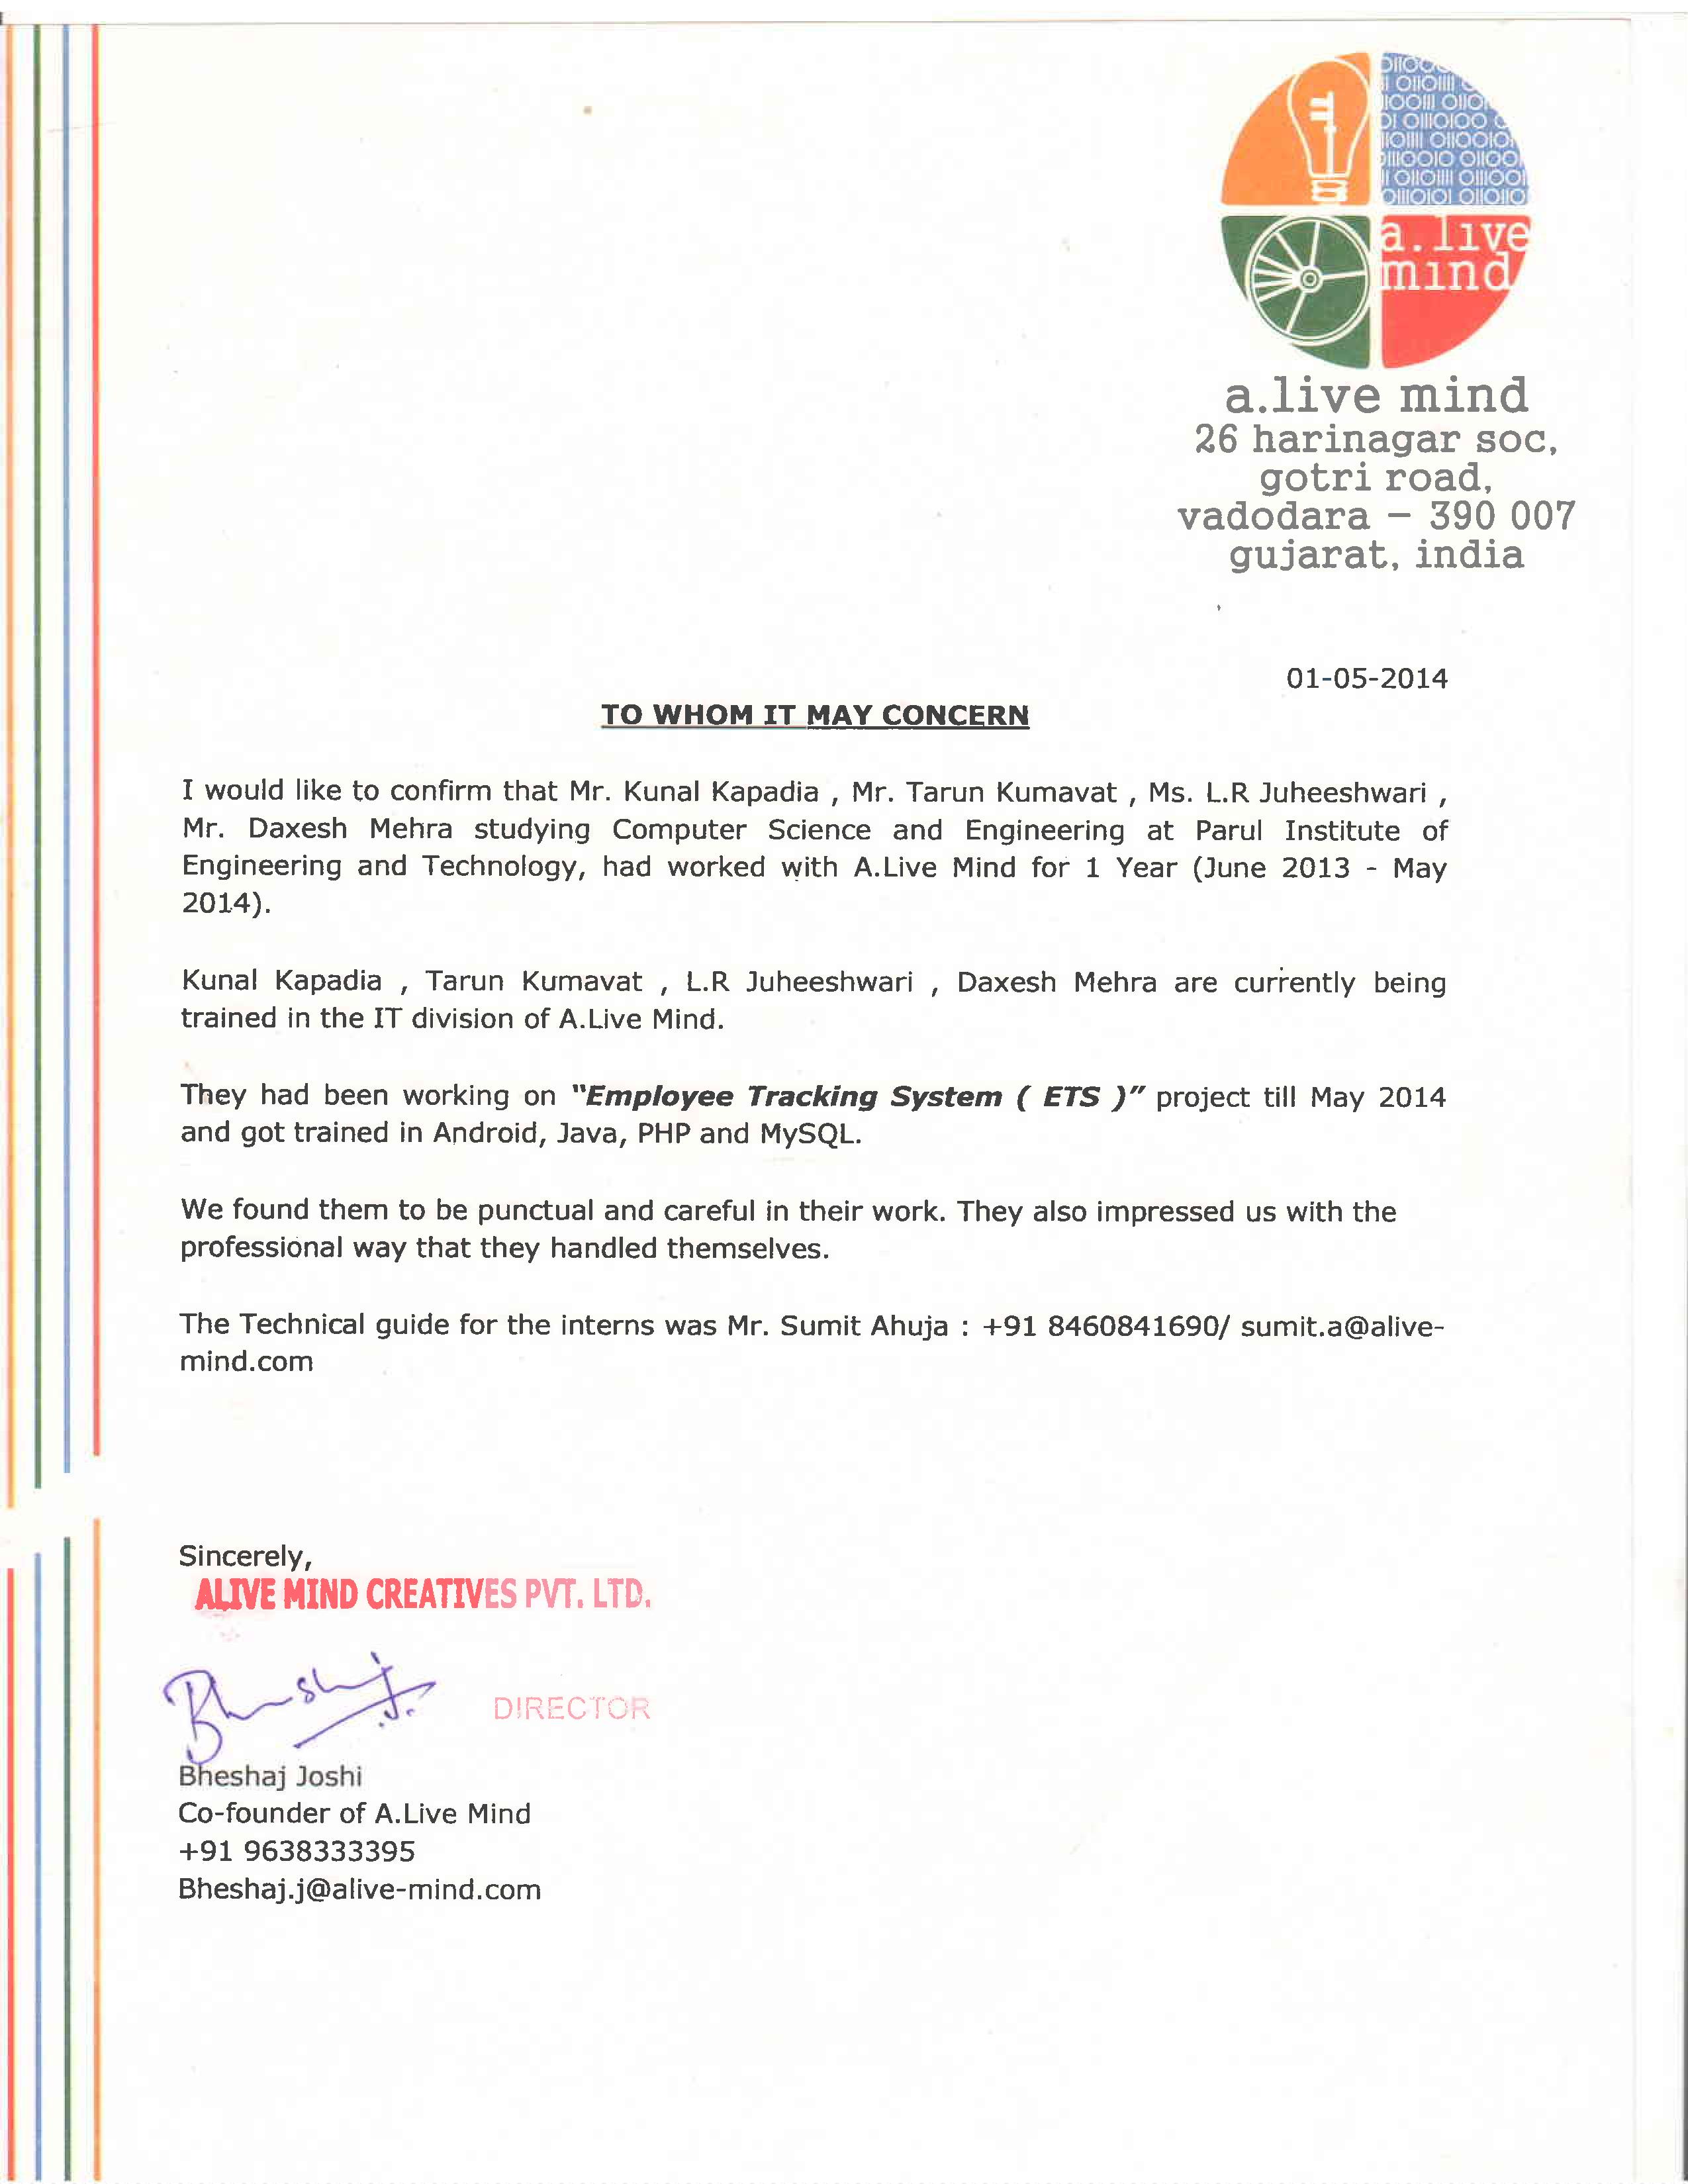 a.live
mind
a.live mind
26 harinagar soc,
gotri road,
vadodara – 390 007
gujarat, india
01-05-2014
TO WHOM IT MAY CONCERN
I would like to confirm that Mr. Kunal Kapadia , Mr. Tarun Kumavat , Ms. L.R Juheeshwari ,
Mr. Daxesh Mehra studying Computer Science and Engineering at Parul Institute of
Engineering and Technology, had worked with A.Live Mind for 1 Year (June 2013 - May
2014).
Kunal Kapadia , Tarun Kumavat , L.R Juheeshwari , Daxesh Mehra are currently being
trained in the IT division of A.Live Mind.
They had been working on "Employee Tracking System ( ETS )" project till May 2014
and got trained in Android, Java, PHP and MySQL.
We found them to be punctual and careful in their work. They also impressed us with the
professional way that they handled themselves.
The Technical guide for the interns was Mr. Sumit Ahuja : +91 8460841690/ sumit.a@alive-
mind.com
Sincerely,
ALIVE MIND CREATIVES PVT. LTD.
DIRECTOR
Bheshaj Joshi
Co-founder of A.Live Mind
+91 9638333395
Bheshaj.j@alive-mind.com